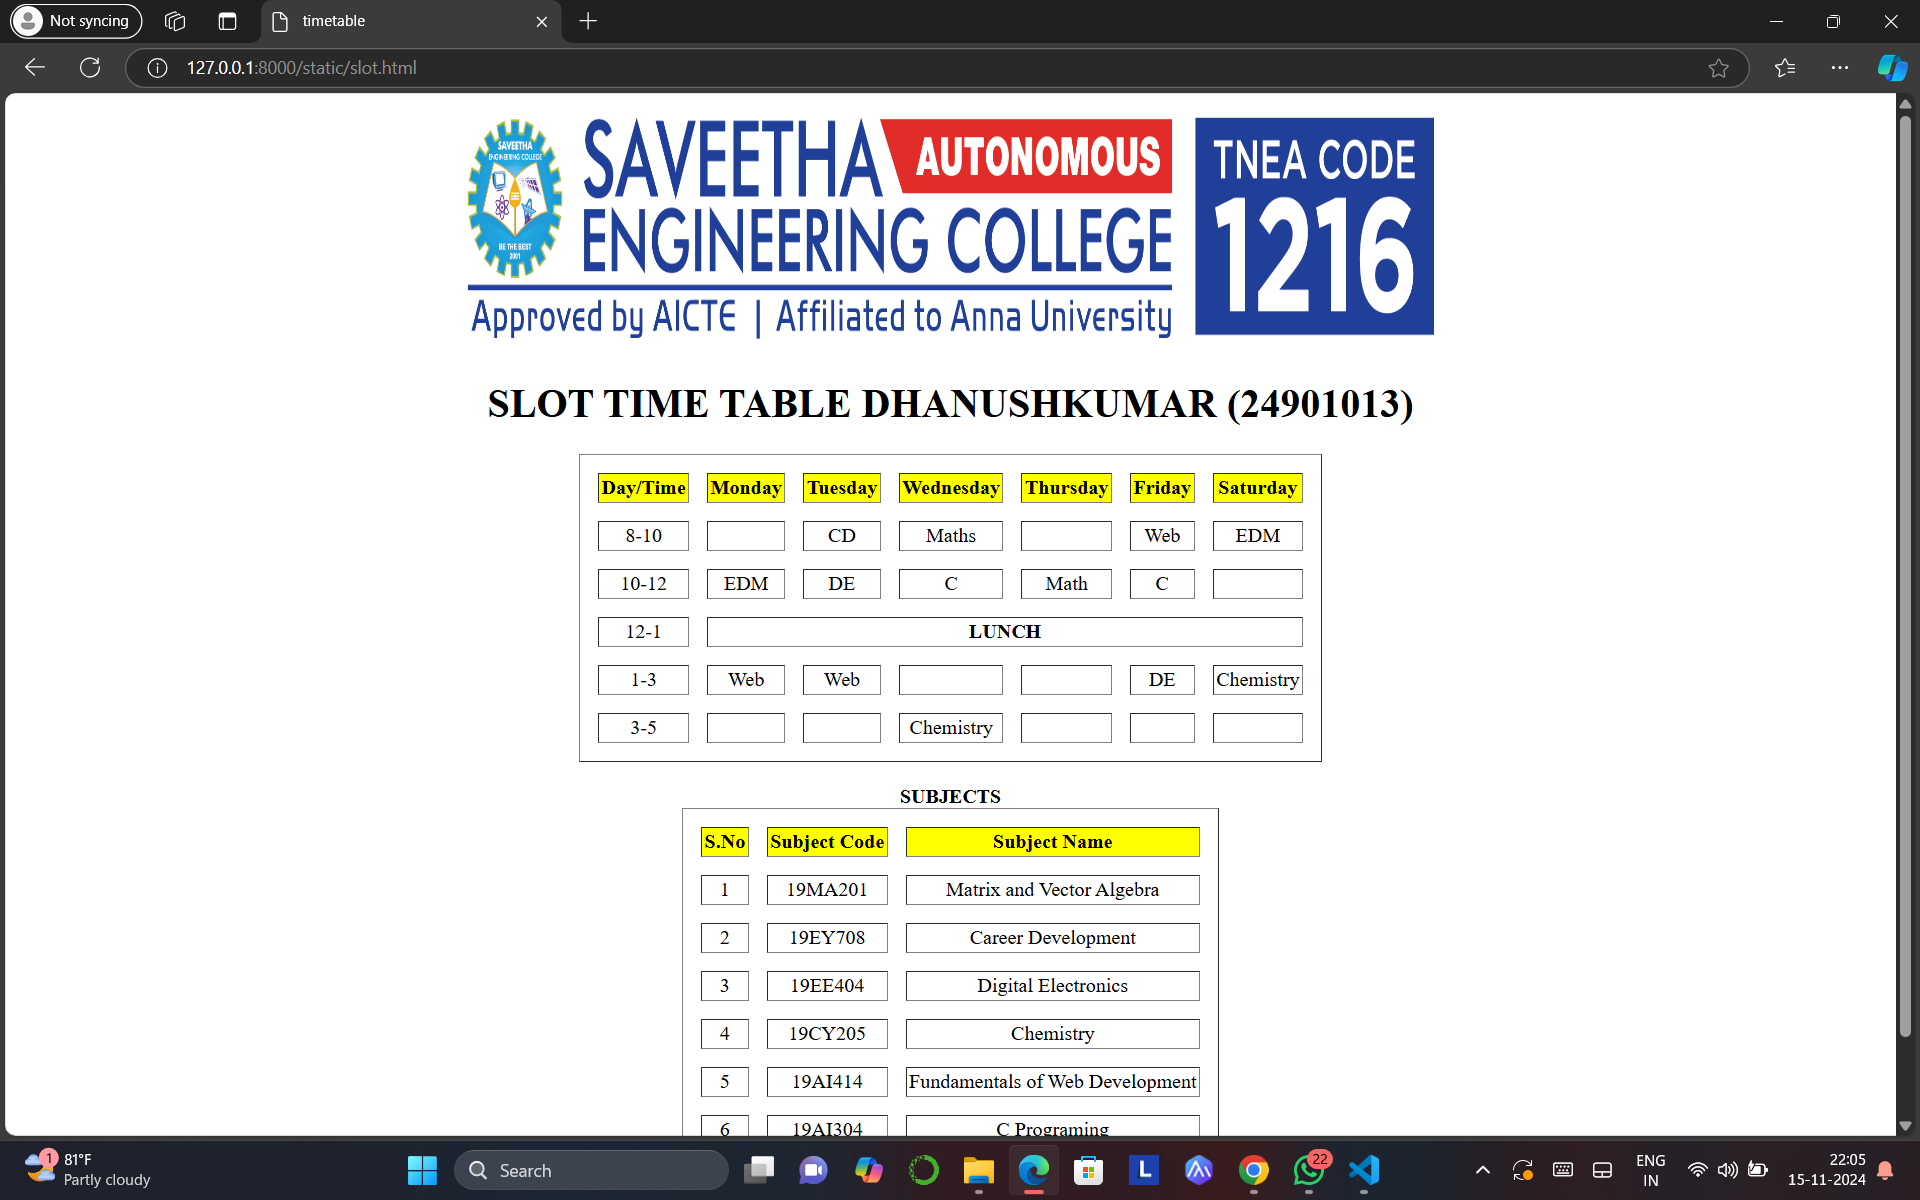 Not syncing
timetable
127.0.0.1:8000/static/slot.html
SAVEETHA
ENGINEERING COLLEGE
BE THE BEST
2001
SAVEETHA AUTONOMOUS
ENGINEERING COLLEGE
Approved by AICTE | Affiliated to Anna University
TNEA CODE
1216
SLOT TIME TABLE DHANUSHKUMAR (24901013)
Day/Time Monday Tuesday Wednesday Thursday Friday Saturday
8-10 CD Maths Web EDM
10-12 EDM DE C Math C
12-1 LUNCH
1-3 Web Web DE Chemistry
3-5 Chemistry
SUBJECTS
S.No Subject Code Subject Name
1 19MA201 Matrix and Vector Algebra
2 19EY708 Career Development
3 19EE404 Digital Electronics
4 19CY205 Chemistry
5 19AI414 Fundamentals of Web Development
6 19AI304 C Programing
1
81°F
Partly cloudy
Search
L
22
ENG
IN
22:05
15-11-2024